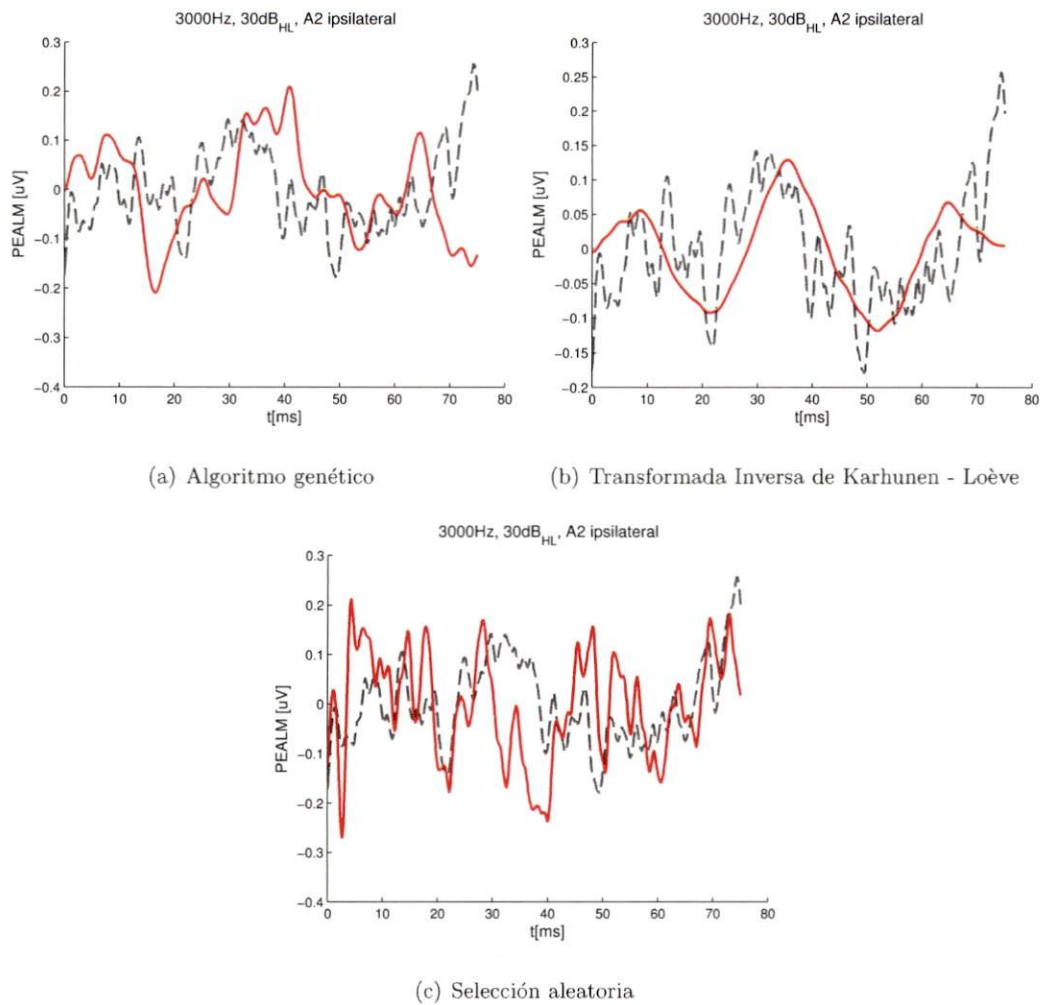 3000Hz, 30dB_HL, A2 ipsilateral
PEALM [uV]
0.3
0.2
0.1
0
−0.1
−0.2
−0.3
−0.4
0 10 20 30 40 50 60 70 80
t[ms]
(a) Algoritmo genético
3000Hz, 30dB_HL, A2 ipsilateral
PEALM [uV]
0.3
0.25
0.2
0.15
0.1
0.05
0
−0.05
−0.1
−0.15
−0.2
0 10 20 30 40 50 60 70 80
t[ms]
(b) Transformada Inversa de Karhunen - Loève
3000Hz, 30dB_HL, A2 ipsilateral
PEALM [uV]
0.3
0.2
0.1
0
−0.1
−0.2
−0.3
−0.4
0 10 20 30 40 50 60 70 80
t[ms]
(c) Selección aleatoria